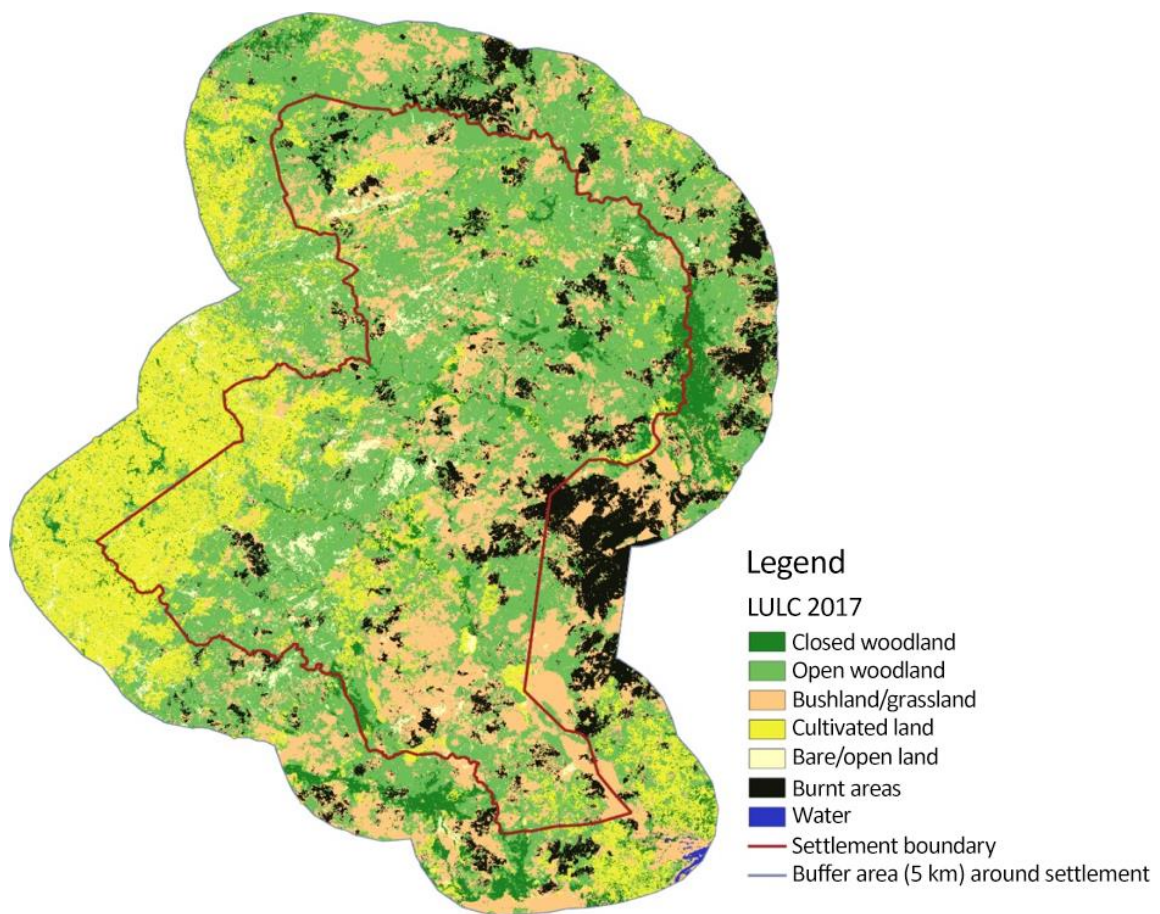 Legend
LULC 2017
Closed woodland
Open woodland
Bushland/grassland
Cultivated land
Bare/open land
Burnt areas
Water
Settlement boundary
Buffer area (5 km) around settlement